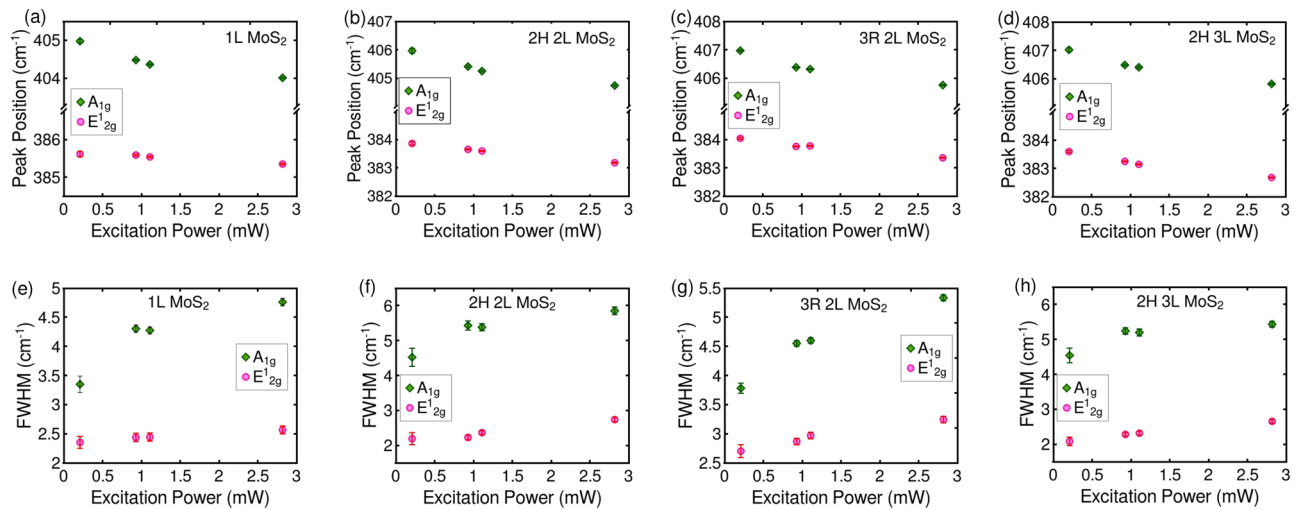 (a)
1L MoS₂
Peak Position (cm⁻¹)
405
404
386
385
A₁g
E¹₂g
0 0.5 1 1.5 2 2.5 3
Excitation Power (mW)
(b)
2H 2L MoS₂
Peak Position (cm⁻¹)
407
406
405
384
383
382
A₁g
E¹₂g
0 0.5 1 1.5 2 2.5 3
Excitation Power (mW)
(c)
3R 2L MoS₂
Peak Position (cm⁻¹)
408
407
406
384
383
382
A₁g
E¹₂g
0 0.5 1 1.5 2 2.5 3
Excitation Power (mW)
(d)
2H 3L MoS₂
Peak Position (cm⁻¹)
408
407
406
384
383
382
A₁g
E¹₂g
0 0.5 1 1.5 2 2.5 3
Excitation Power (mW)
(e)
1L MoS₂
FWHM (cm⁻¹)
5
4.5
4
3.5
3
2.5
2
A₁g
E¹₂g
0 0.5 1 1.5 2 2.5 3
Excitation Power (mW)
(f)
2H 2L MoS₂
FWHM (cm⁻¹)
6
5
4
3
2
A₁g
E¹₂g
0 0.5 1 1.5 2 2.5 3
Excitation Power (mW)
(g)
3R 2L MoS₂
FWHM (cm⁻¹)
5.5
5
4.5
4
3.5
3
2.5
A₁g
E¹₂g
0 0.5 1 1.5 2 2.5 3
Excitation Power (mW)
(h)
2H 3L MoS₂
FWHM (cm⁻¹)
6
5
4
3
2
A₁g
E¹₂g
0 0.5 1 1.5 2 2.5 3
Excitation Power (mW)